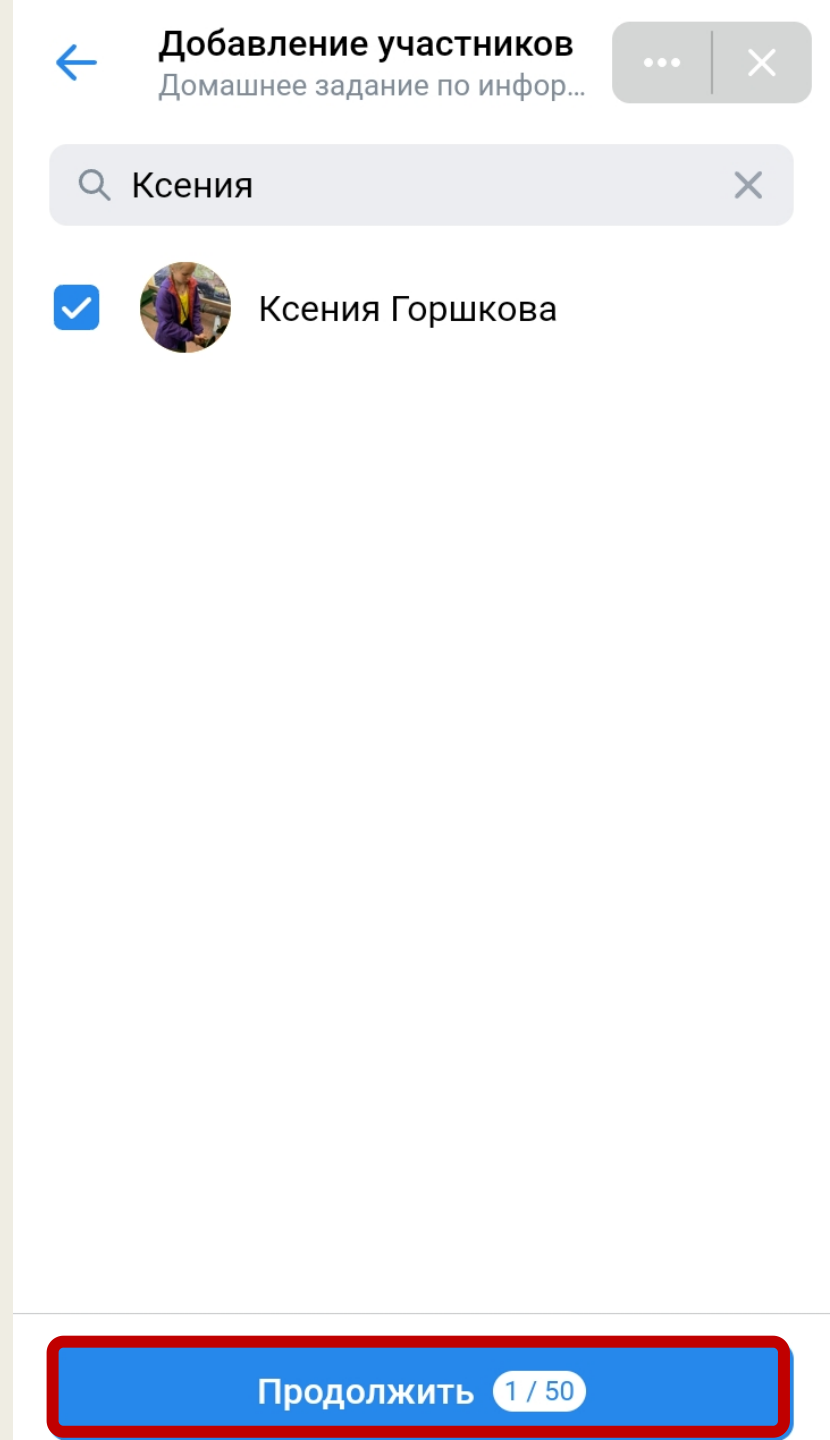 Добавление участников
Домашнее задание по инфор...
Ксения
Ксения Горшкова
Продолжить 1 / 50